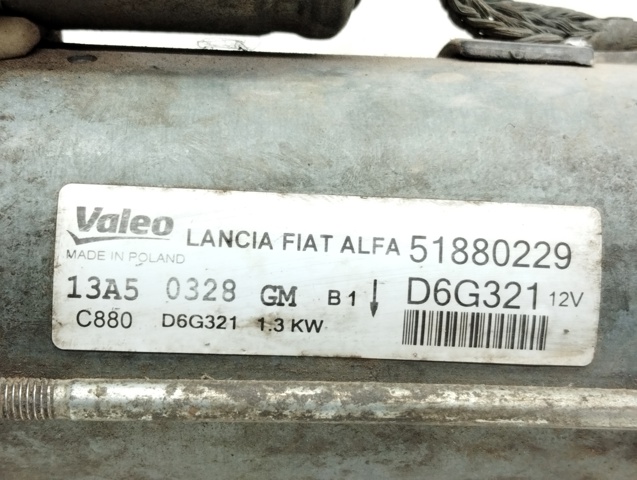 Valeo LANCIA FIAT ALFA 51880229
MADE IN POLAND
13A5 0328 GM B1 ↓ D6G321 12V
C880 D6G321 1.3 KW